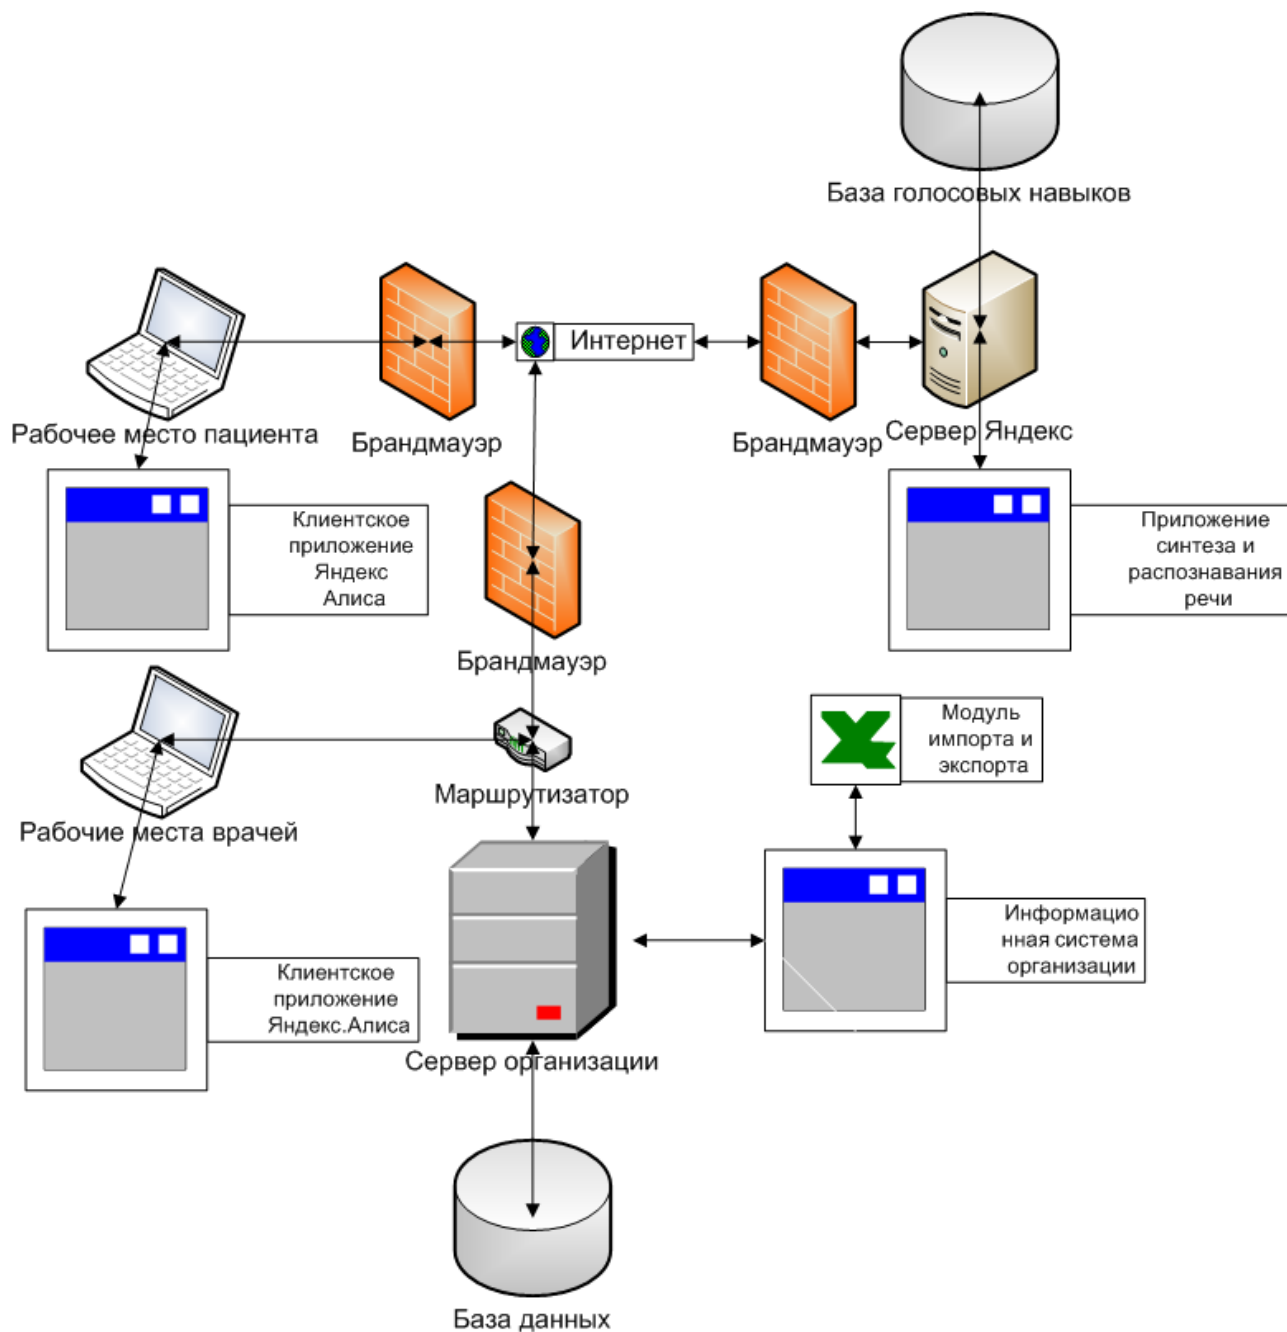 База голосовых навыков
Интернет
Рабочее место пациента
Брандмауэр
Брандмауэр
Сервер Яндекс
Клиентское
приложение
Яндекс
Алиса
Приложение
синтеза и
распознавания
речи
Брандмауэр
Модуль
импорта и
экспорта
Маршрутизатор
Рабочие места врачей
Информацио
нная система
организации
Клиентское
приложение
Яндекс.Алиса
Сервер организации
База данных